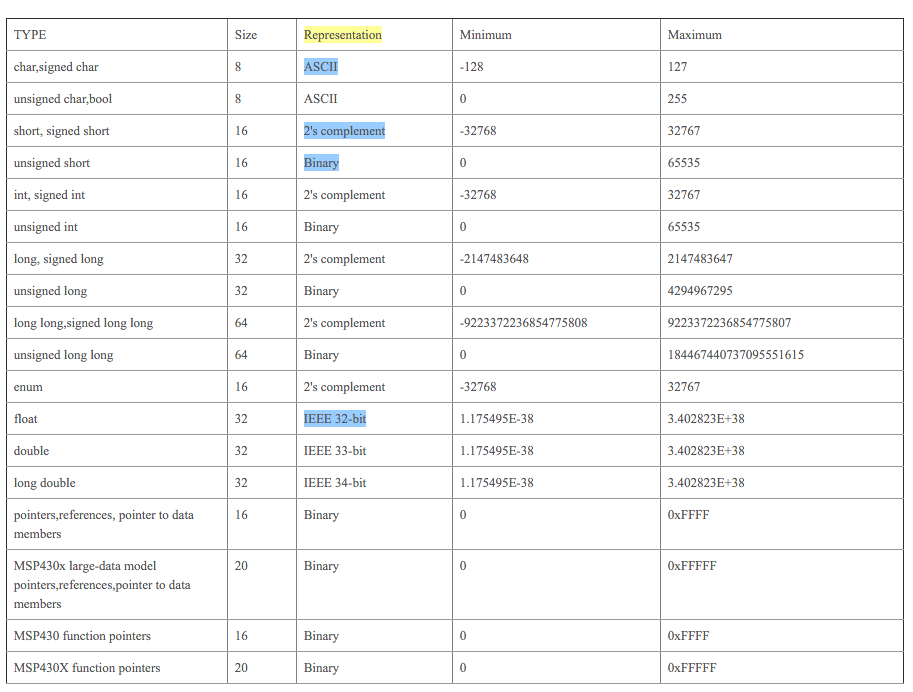 TYPE Size Representation Minimum Maximum
char,signed char 8 ASCII -128 127
unsigned char,bool 8 ASCII 0 255
short, signed short 16 2's complement -32768 32767
unsigned short 16 Binary 0 65535
int, signed int 16 2's complement -32768 32767
unsigned int 16 Binary 0 65535
long, signed long 32 2's complement -2147483648 2147483647
unsigned long 32 Binary 0 4294967295
long long,signed long long 64 2's complement -9223372236854775808 9223372236854775807
unsigned long long 64 Binary 0 184467440737095551615
enum 16 2's complement -32768 32767
float 32 IEEE 32-bit 1.175495E-38 3.402823E+38
double 32 IEEE 33-bit 1.175495E-38 3.402823E+38
long double 32 IEEE 34-bit 1.175495E-38 3.402823E+38
pointers,references, pointer to data 16 Binary 0 0xFFFF
members
MSP430x large-data model 20 Binary 0 0xFFFFF
pointers,references,pointer to data
members
MSP430 function pointers 16 Binary 0 0xFFFF
MSP430X function pointers 20 Binary 0 0xFFFFF